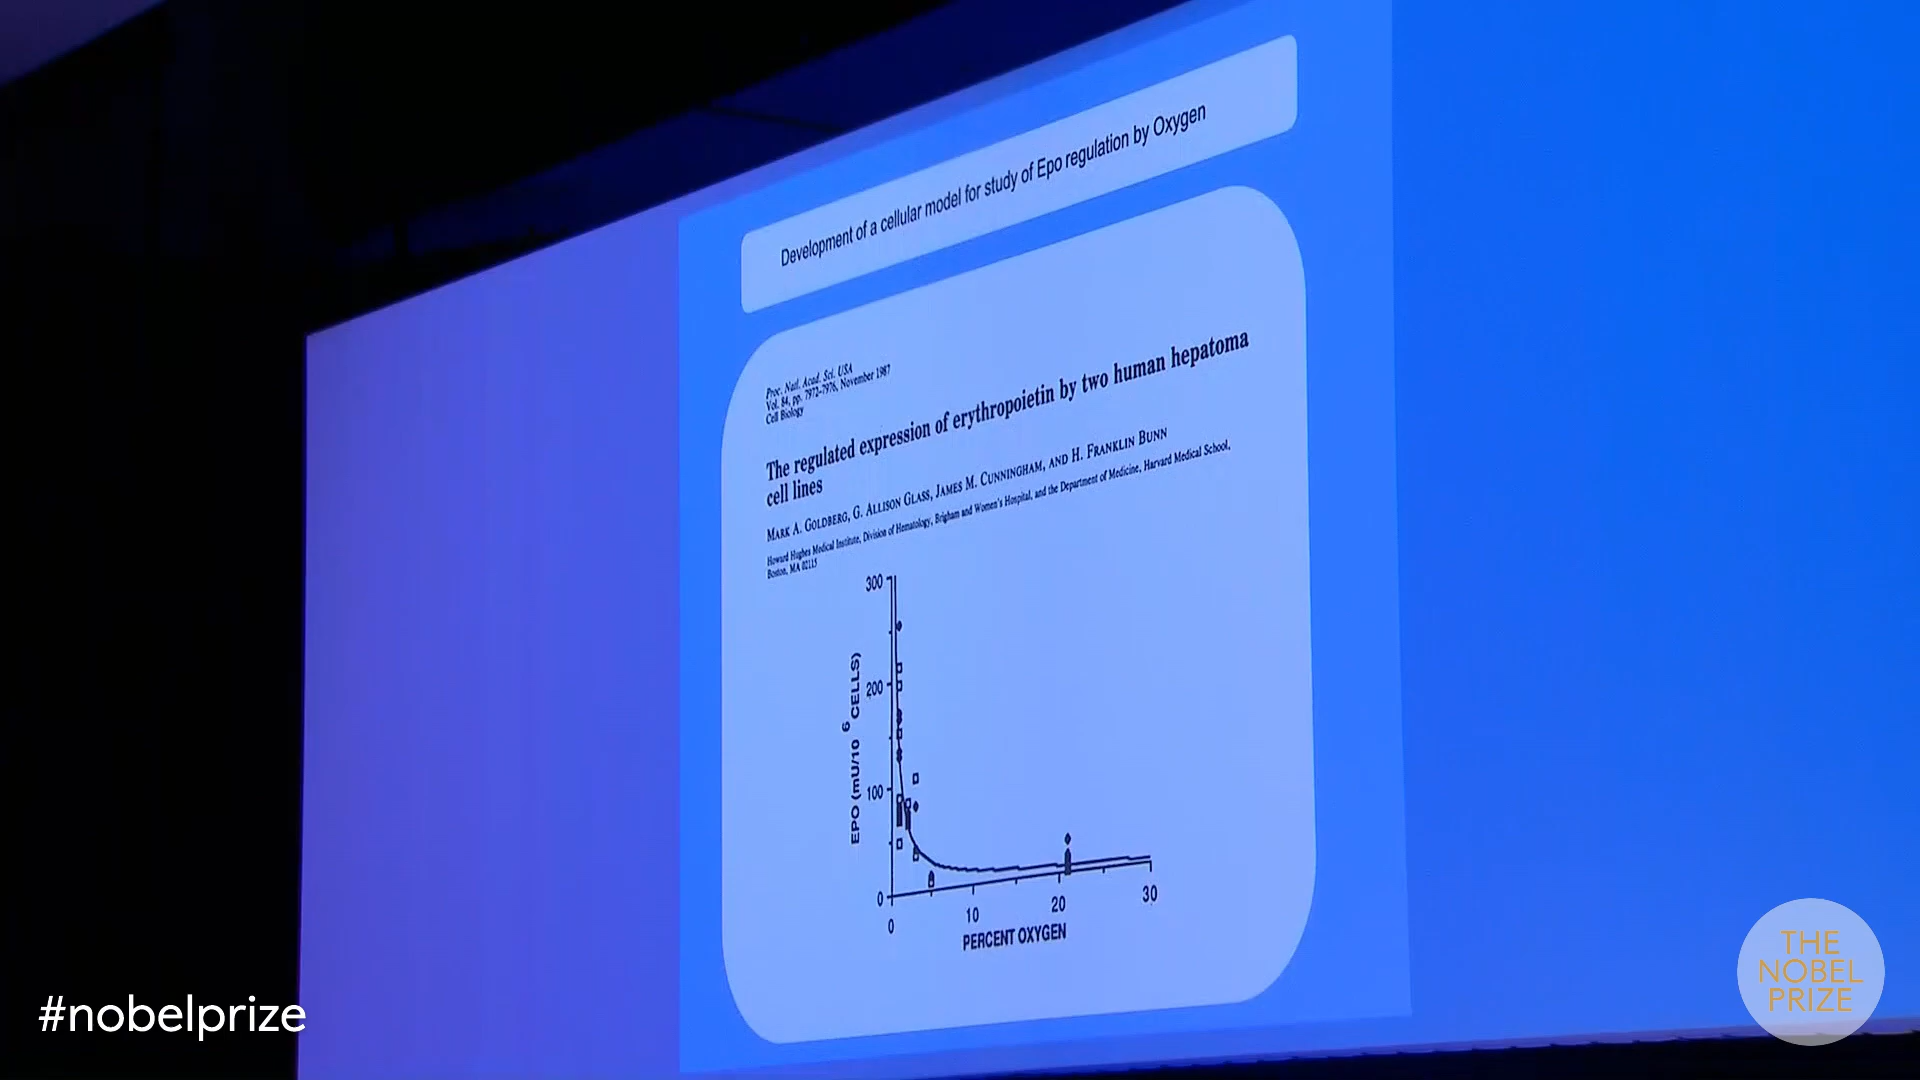 Development of a cellular model for study of Epo regulation by Oxygen
Proc. Natl. Acad. Sci. USA
Vol. 84, pp. 7972-7976, November 1987
Cell Biology
The regulated expression of erythropoietin by two human hepatoma
cell lines
MARK A. GOLDBERG, G. ALLISON GLASS, JAMES M. CUNNINGHAM, AND H. FRANKLIN BUNN
Howard Hughes Medical Institute, Division of Hematology, Brigham and Women's Hospital, and the Department of Medicine, Harvard Medical School,
Boston, MA 02115
300
200
100
0
EPO (mU/10 6 CELLS)
0 10 20 30
PERCENT OXYGEN
#nobelprize
THE
NOBEL
PRIZE